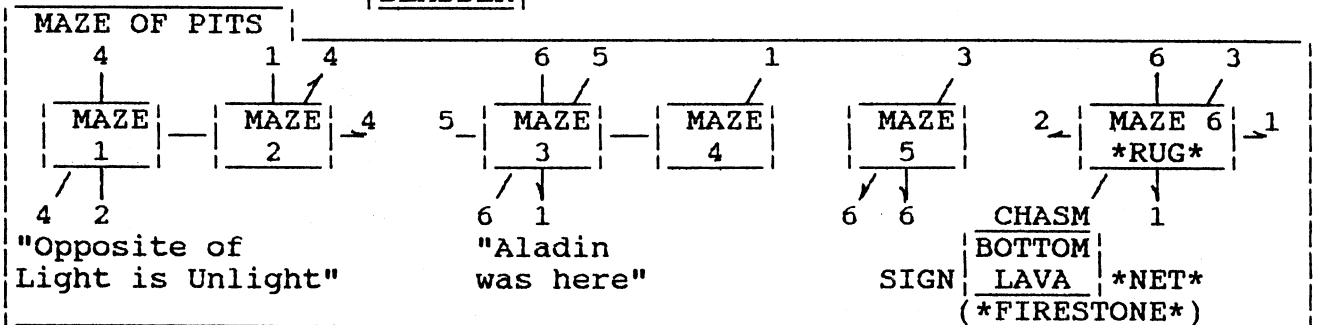 MAZE OF PITS
4 1 4 6 5 1 3 6 3
MAZE MAZE 4 5 MAZE MAZE MAZE 2 MAZE 6 1
1 2 3 4 5 *RUG*
4 2 6 1 6 6 CHASM 1
"Opposite of "Aladin BOTTOM
Light is Unlight" was here" SIGN LAVA *NET*
(*FIRESTONE*)